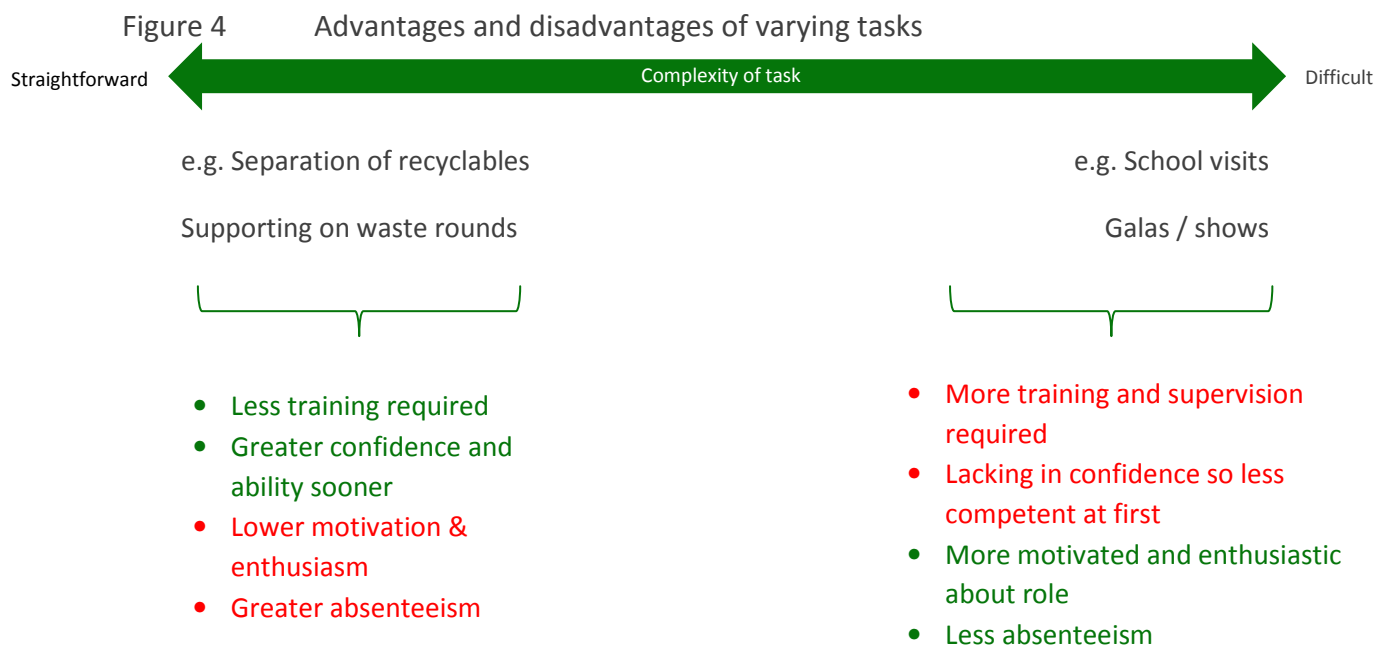 Figure 4 Advantages and disadvantages of varying tasks
Straightforward
Complexity of task
Difficult
e.g. Separation of recyclables
Supporting on waste rounds
e.g. School visits
Galas / shows
• Less training required
• Greater confidence and
ability sooner
• Lower motivation &
enthusiasm
• Greater absenteeism
• More training and supervision
required
• Lacking in confidence so less
competent at first
• More motivated and enthusiastic
about role
• Less absenteeism